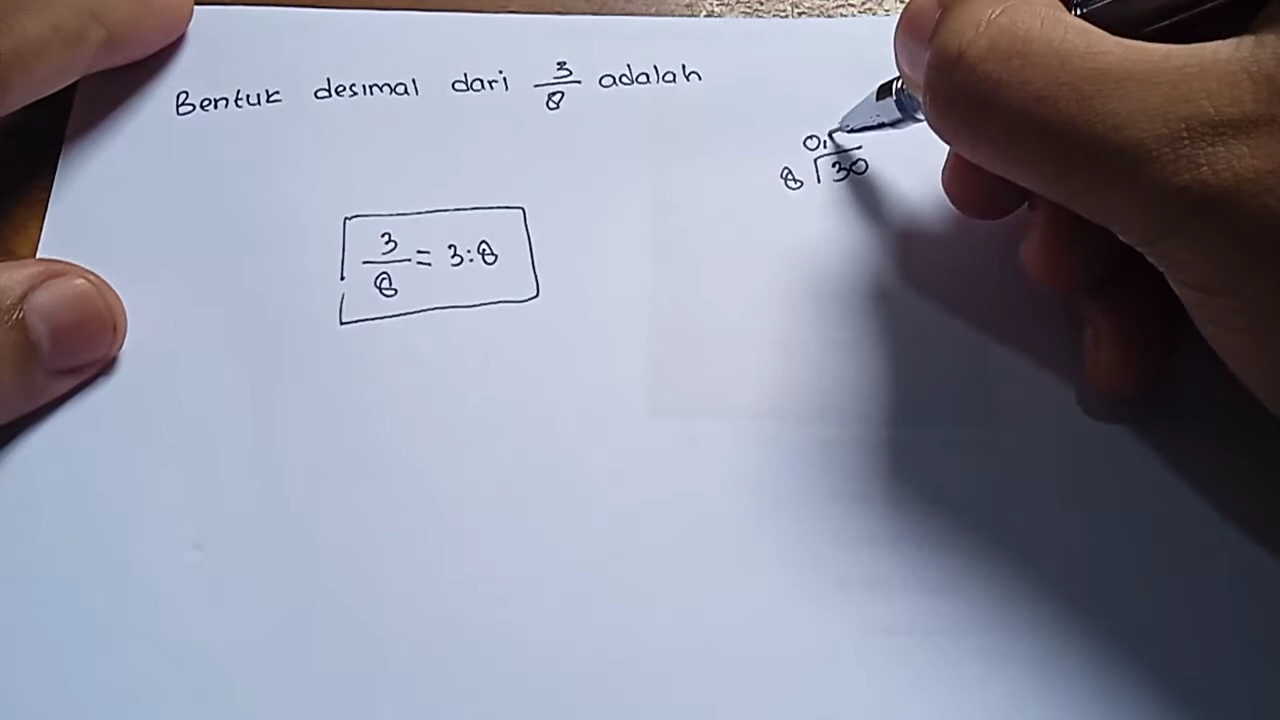 Bentuk desimal dari 3/8 adalah
0,
8 √30
3/8 = 3:8